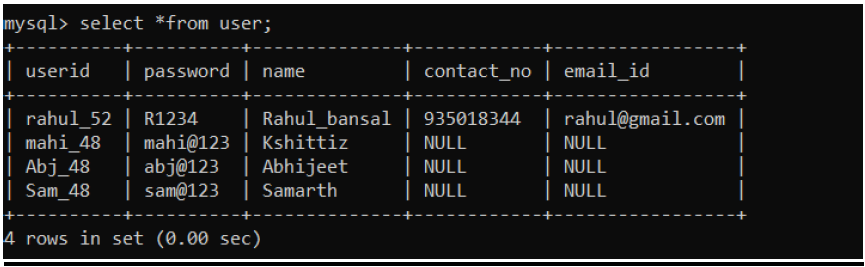 mysql> select *from user;
+----------+----------+--------------+------------+-----------------+
| userid   | password | name         | contact_no | email_id        |
+----------+----------+--------------+------------+-----------------+
| rahul_52 | R1234    | Rahul_bansal | 935018344  | rahul@gmail.com |
| mahi_48  | mahi@123 | Kshittiz     | NULL       | NULL            |
| Abj_48   | abj@123  | Abhijeet     | NULL       | NULL            |
| Sam_48   | sam@123  | Samarth      | NULL       | NULL            |
+----------+----------+--------------+------------+-----------------+
4 rows in set (0.00 sec)